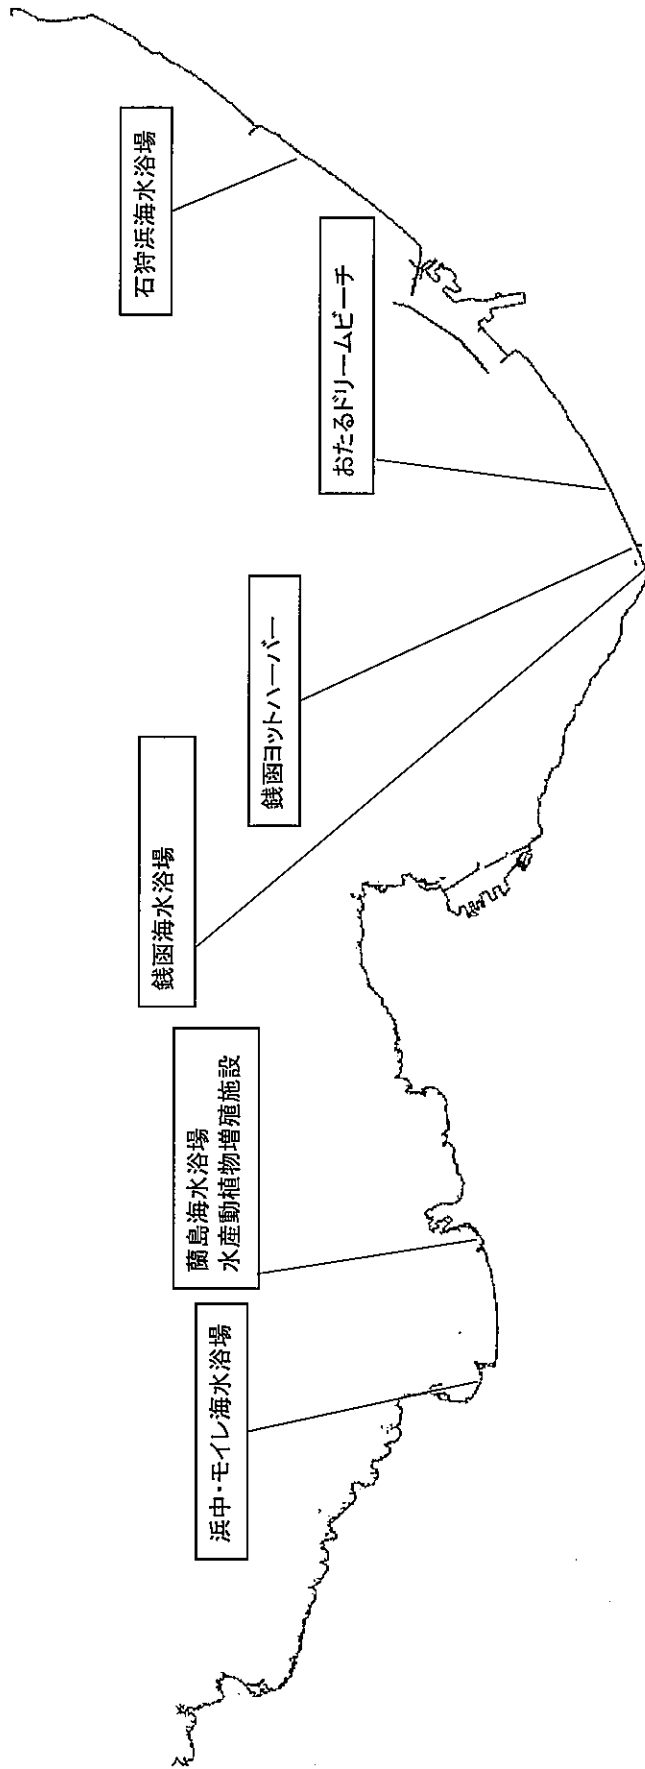 浜中・モイレ海水浴場
蘭島海水浴場
水産動植物増殖施設
銭函海水浴場
銭函ヨットハーバー
おたるドリームビーチ
石狩浜海水浴場